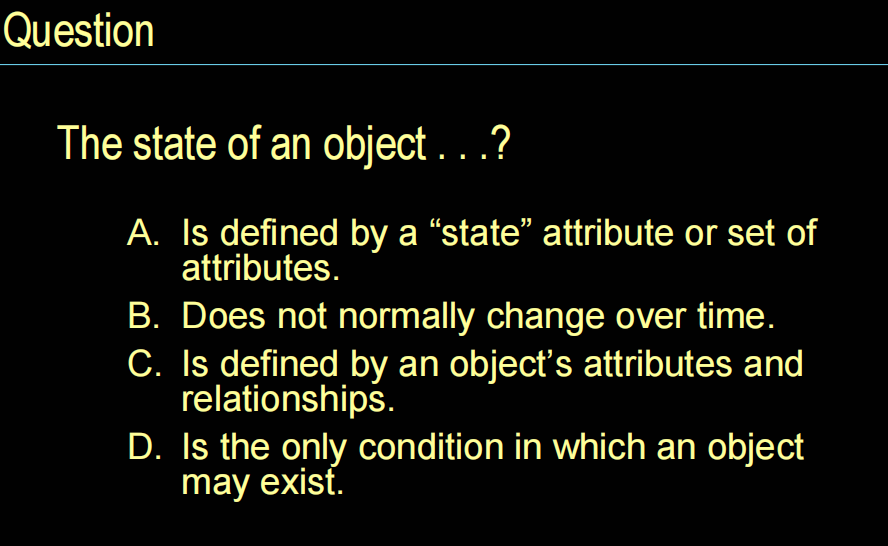 Question
The state of an object . . .?
A. Is defined by a “state” attribute or set of
attributes.
B. Does not normally change over time.
C. Is defined by an object’s attributes and
relationships.
D. Is the only condition in which an object
may exist.